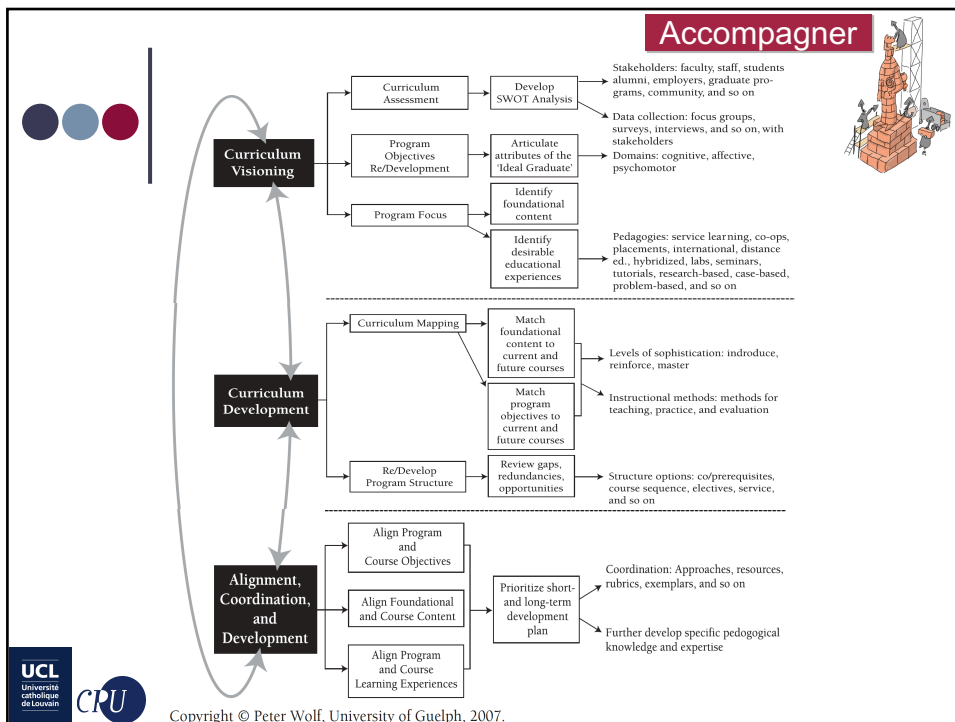 Accompagner
Curriculum
Visioning
Curriculum
Assessment
Develop
SWOT Analysis
Stakeholders: faculty, staff, students
alumni, employers, graduate pro-
grams, community, and so on
Data collection: focus groups,
surveys, interviews, and so on, with
stakeholders
Program
Objectives
Re/Development
Articulate
attributes of the
'Ideal Graduate'
Domains: cognitive, affective,
psychomotor
Program Focus
Identify
foundational
content
Identify
desirable
educational
experiences
Pedagogies: service learning, co-ops,
placements, international, distance
ed., hybridized, labs, seminars,
tutorials, research-based, case-based,
problem-based, and so on
Curriculum
Development
Curriculum Mapping
Match
foundational
content to
current and
future courses
Match
program
objectives to
current and
future courses
Levels of sophistication: indroduce,
reinforce, master
Instructional methods: methods for
teaching, practice, and evaluation
Re/Develop
Program Structure
Review gaps,
redundancies,
opportunities
Structure options: co/prerequisites,
course sequence, electives, service,
and so on
Alignment,
Coordination,
and
Development
Align Program
and
Course Objectives
Align Foundational
and Course Content
Align Program
and Course
Learning Experiences
Prioritize short-
and long-term
development
plan
Coordination: Approaches, resources,
rubrics, exemplars, and so on
Further develop specific pedogogical
knowledge and expertise
UCL
Université
catholique
de Louvain
CPU
Copyright © Peter Wolf, University of Guelph, 2007.